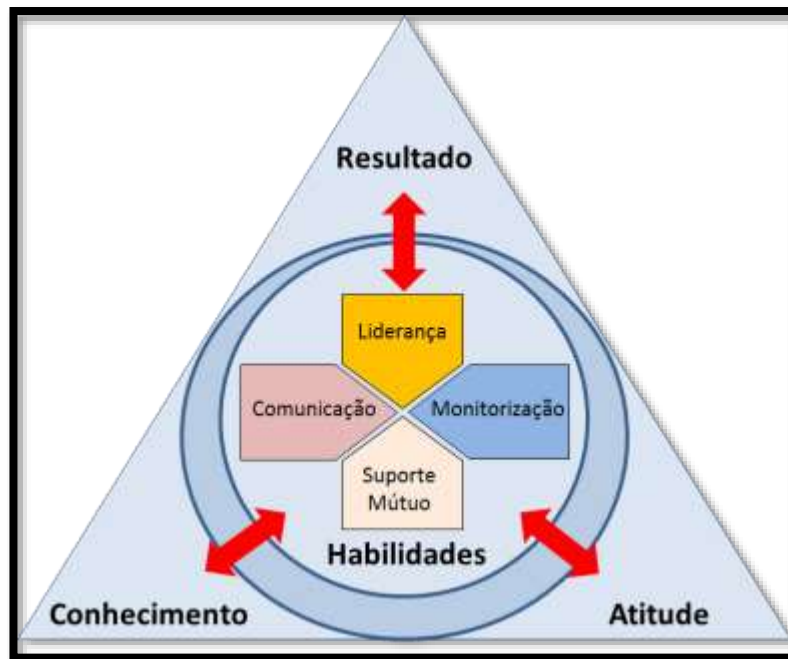 Resultado
Liderança
Comunicação
Monitorização
Suporte
Mútuo
Habilidades
Conhecimento
Atitude